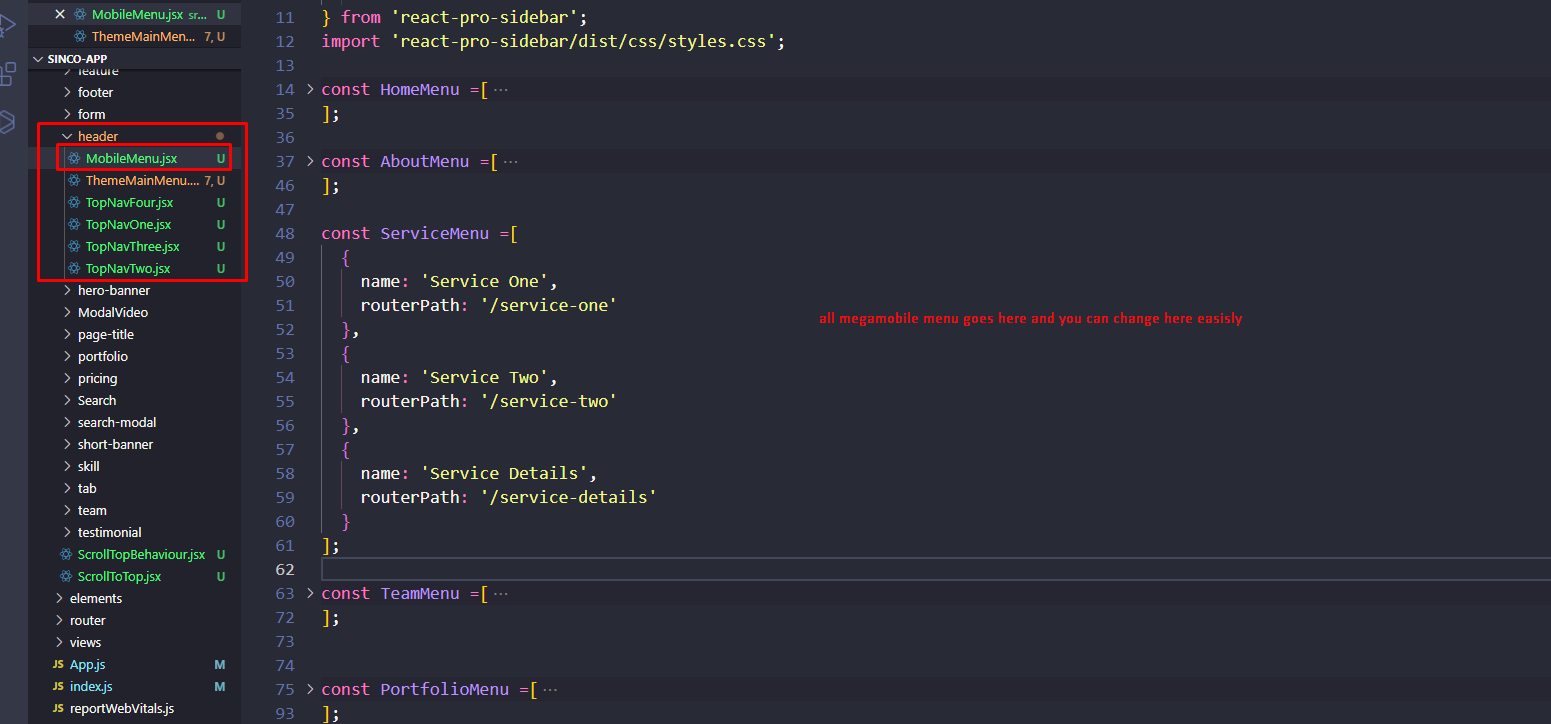 MobileMenu.jsx sr... U
ThemeMainMen... 7, U
SINCO-APP
feature
footer
form
header
MobileMenu.jsx U
ThemeMainMenu.... 7, U
TopNavFour.jsx U
TopNavOne.jsx U
TopNavThree.jsx U
TopNavTwo.jsx U
hero-banner
ModalVideo
page-title
portfolio
pricing
Search
search-modal
short-banner
skill
tab
team
testimonial
ScrollTopBehaviour.jsx U
ScrollToTop.jsx U
elements
router
views
JS App.js M
JS index.js M
JS reportWebVitals.js
11 } from 'react-pro-sidebar';
12 import 'react-pro-sidebar/dist/css/styles.css';
13
14 const HomeMenu =[ ...
35 ];
36
37 const AboutMenu =[ ...
46 ];
47
48 const ServiceMenu =[
49 {
50 name: 'Service One',
51 routerPath: '/service-one'
all megamobile menu goes here and you can change here easisly
52 },
53 {
54 name: 'Service Two',
55 routerPath: '/service-two'
56 },
57 {
58 name: 'Service Details',
59 routerPath: '/service-details'
60 }
61 ];
62
63 const TeamMenu =[ ...
72 ];
73
74
75 const PortfolioMenu =[ ...
93 ];